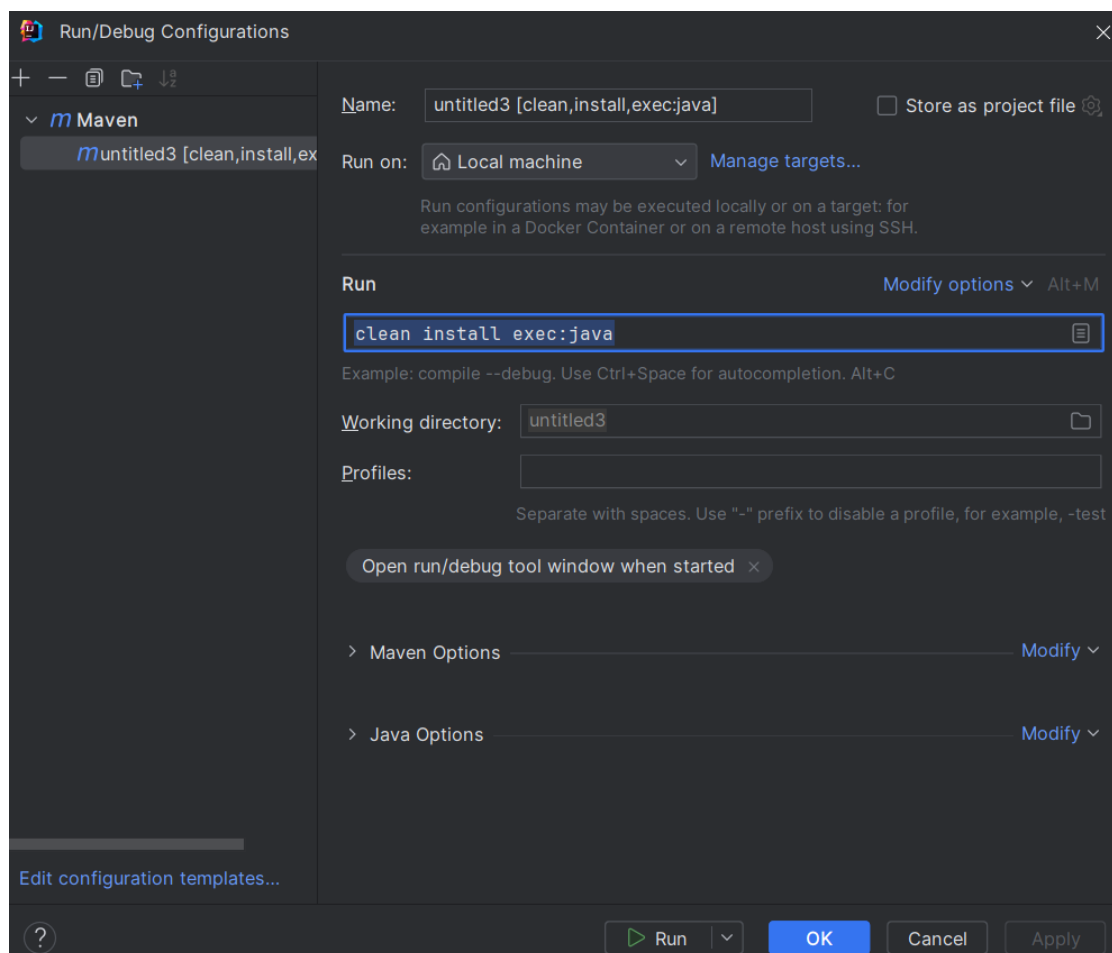 Run/Debug Configurations
Maven
untitled3 [clean,install,ex
Edit configuration templates...
Name: untitled3 [clean,install,exec:java] Store as project file
Run on: Local machine Manage targets...
Run configurations may be executed locally or on a target: for
example in a Docker Container or on a remote host using SSH.
Run Modify options Alt+M
clean install exec:java
Example: compile --debug. Use Ctrl+Space for autocompletion. Alt+C
Working directory: untitled3
Profiles:
Separate with spaces. Use "-" prefix to disable a profile, for example, -test
Open run/debug tool window when started
Maven Options Modify
Java Options Modify
? Run OK Cancel Apply